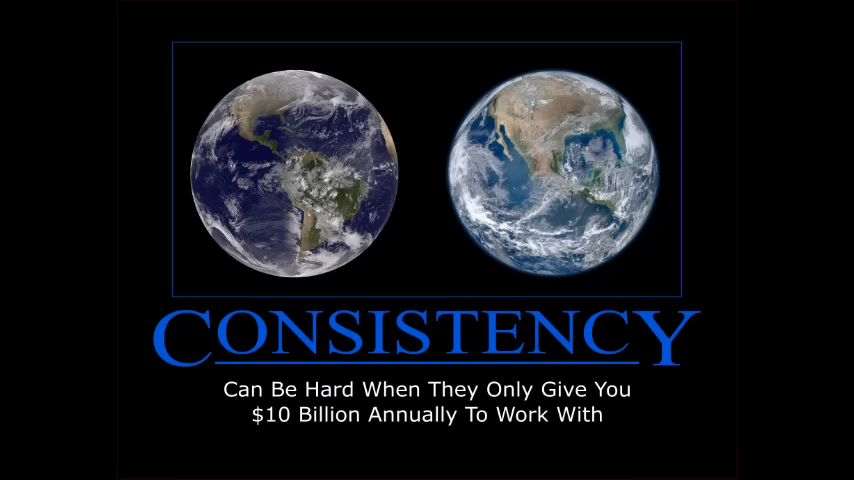 CONSISTENCY
Can Be Hard When They Only Give You
$10 Billion Annually To Work With